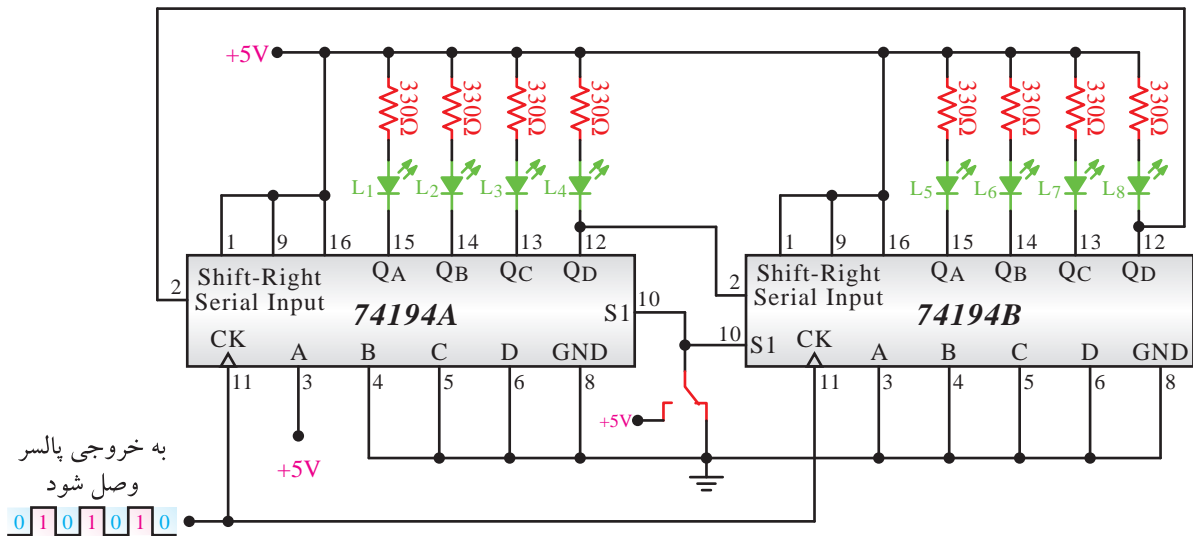 +5V
330Ω 330Ω 330Ω 330Ω 330Ω 330Ω 330Ω 330Ω
L1 L2 L3 L4 L5 L6 L7 L8
1 9 16 15 14 13 12 1 9 16 15 14 13 12
Shift-Right QA QB QC QD Shift-Right QA QB QC QD
2 Serial Input 2 Serial Input
74194A S1 10 74194B
CK 10 S1 CK
A B C D GND A B C D GND
11 3 4 5 6 8 11 3 4 5 6 8
+5V
+5V
به خروجی پالسر
وصل شود
0 1 0 1 0 1 0